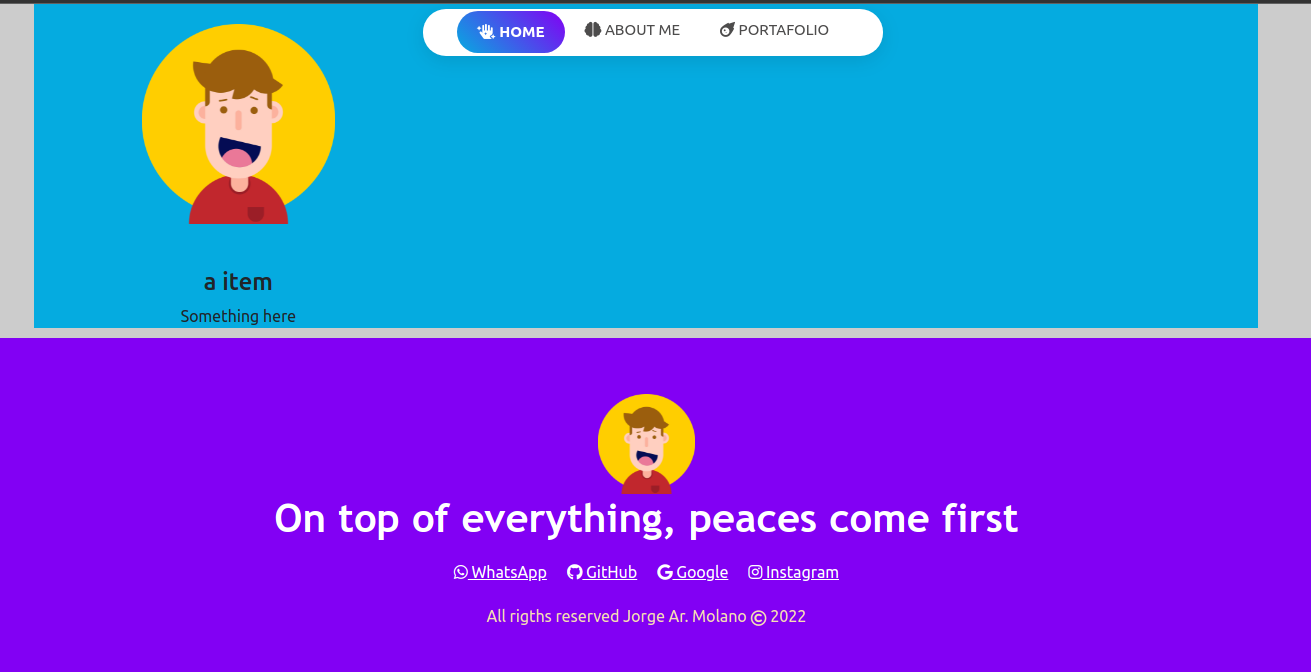 HOME ABOUT ME PORTAFOLIO
a item
Something here
On top of everything, peaces come first
WhatsApp GitHub Google Instagram
All rigths reserved Jorge Ar. Molano © 2022